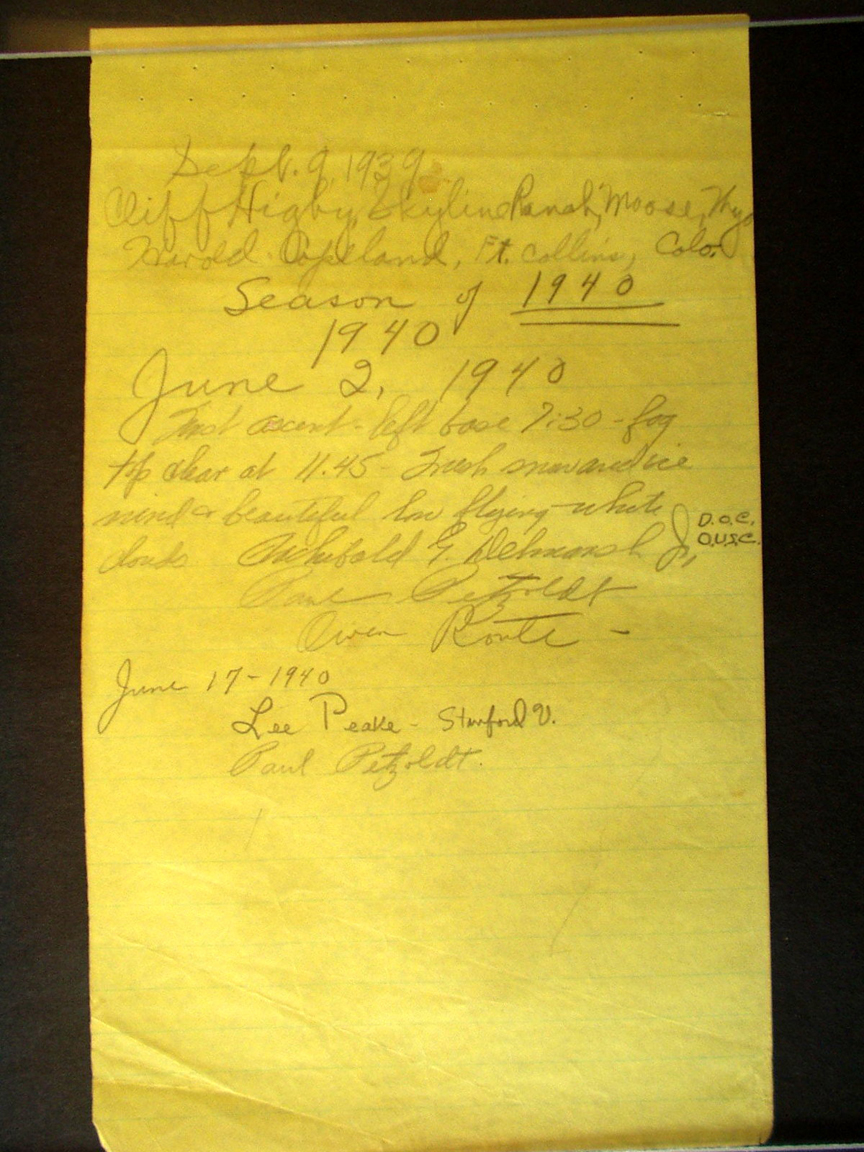 Sept. 9, 1939
Cliff Higby, Skyline Ranch, Moose, Wyo
Harold Copeland, Ft. Collins, Colo.
Season of 1940
1940
June 2, 1940
First ascent - left base 7:30 - fog
top clear at 11.45 - Fresh snow and ice
wind & beautiful low flying white
clouds Archibald Delmarsh Jr,
D.O.C.
O.U.S.C.
Paul Petzoldt
Owen Route -
June 17 - 1940
Lee Peake - Stanford U.
Paul Petzoldt.